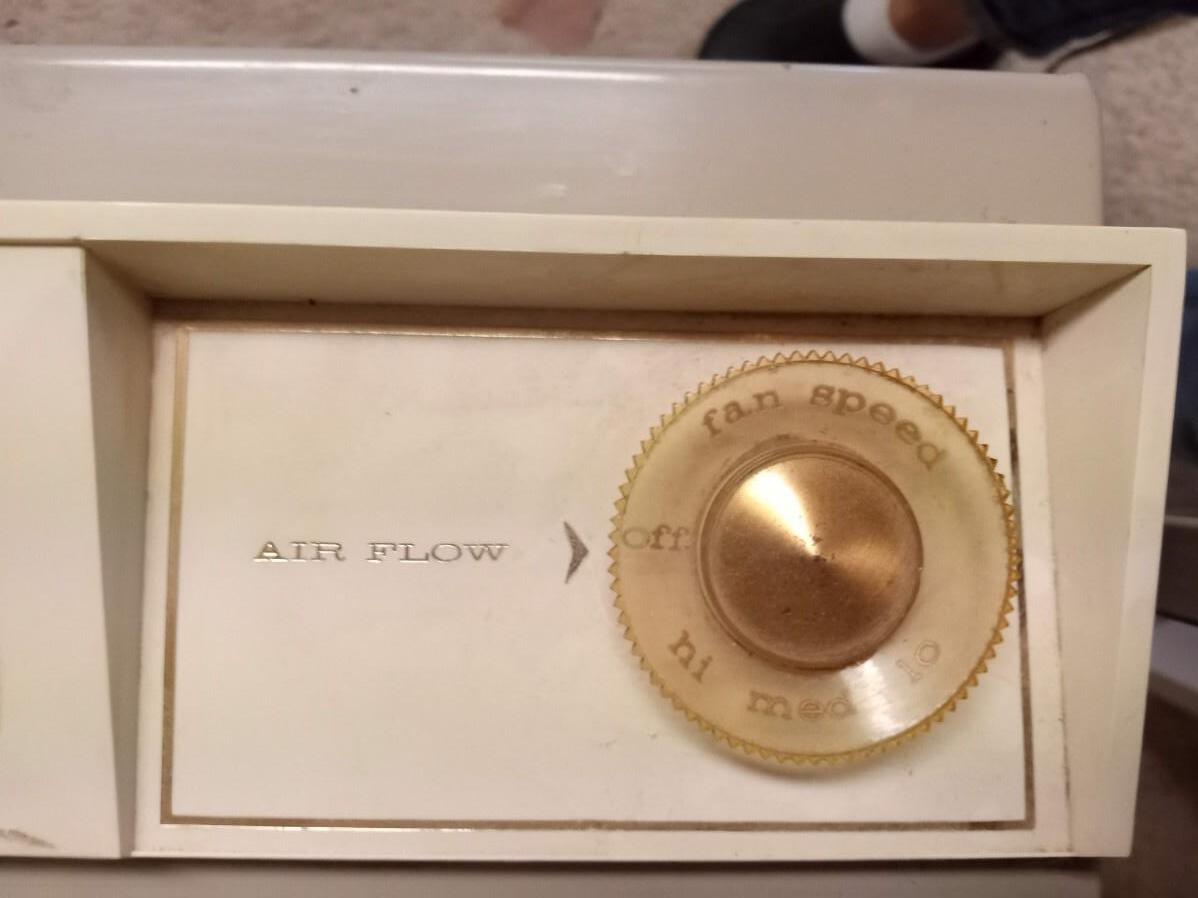 fan speed
AIR FLOW
off
hi med lo